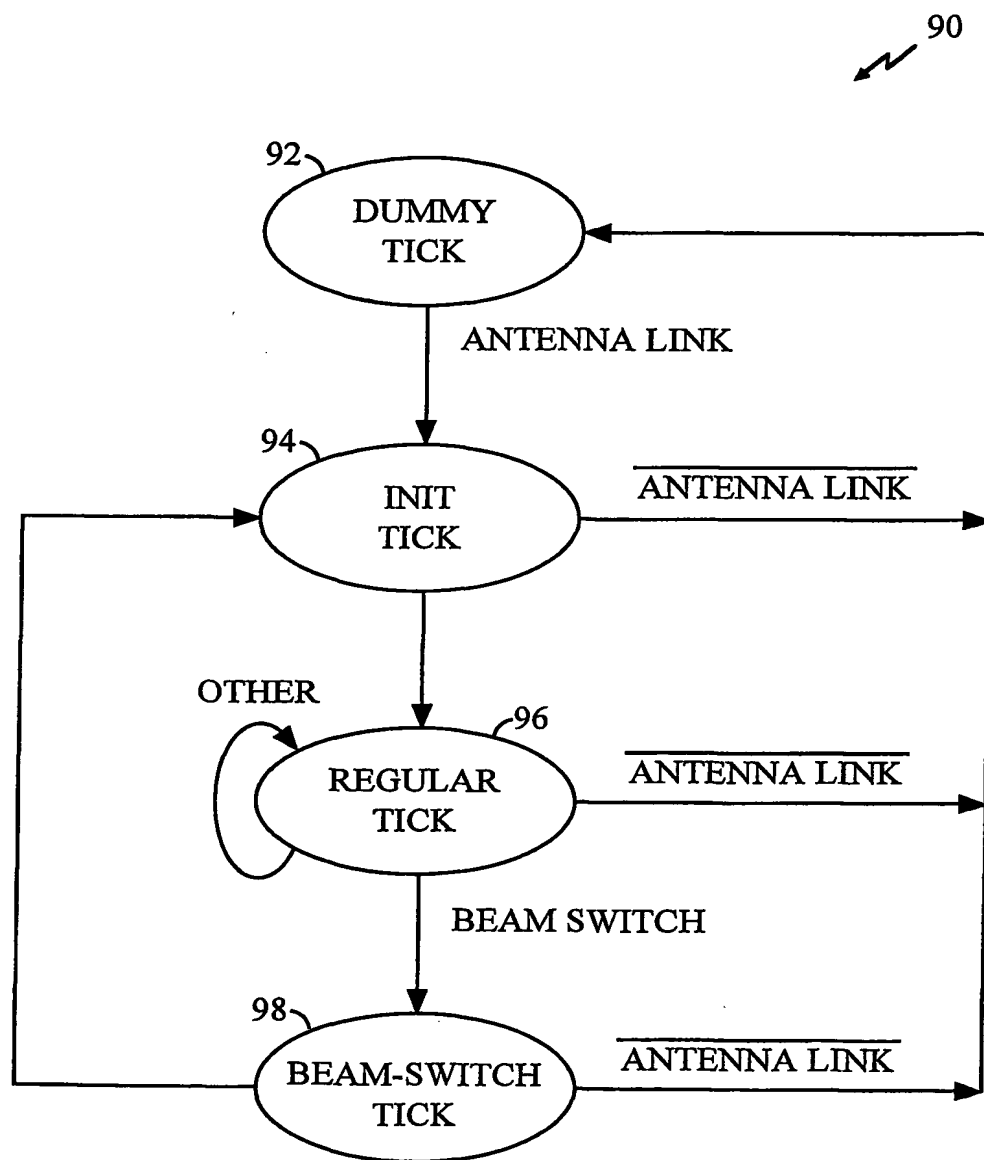 90
92
DUMMY
TICK
ANTENNA LINK
94
INIT
TICK
ANTENNA LINK
OTHER
96
REGULAR
TICK
ANTENNA LINK
BEAM SWITCH
98
BEAM-SWITCH
TICK
ANTENNA LINK